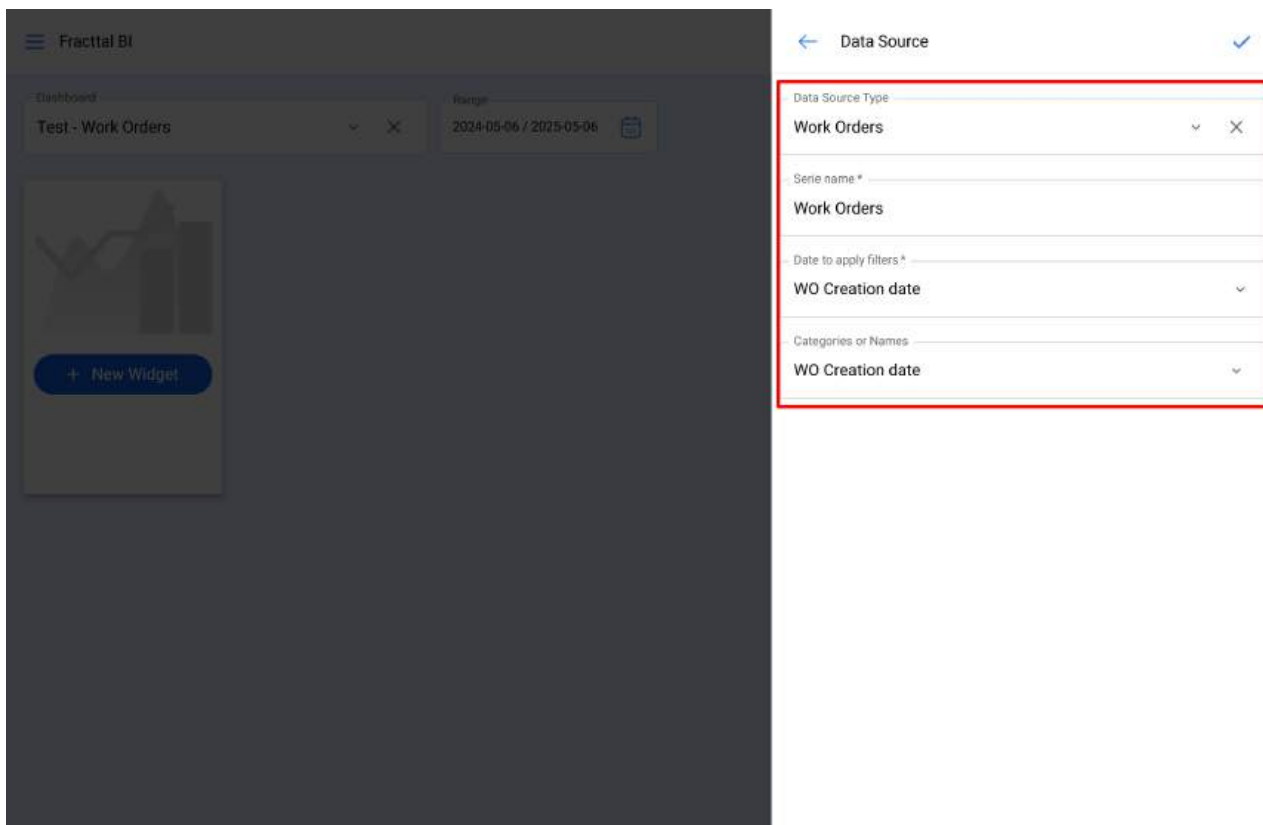 Fracttal BI
Dashboard
Test - Work Orders
Range
2024-05-06 / 2025-05-06
+ New Widget
Data Source
Data Source Type
Work Orders
Serie name *
Work Orders
Date to apply filters *
WO Creation date
Categories or Names
WO Creation date